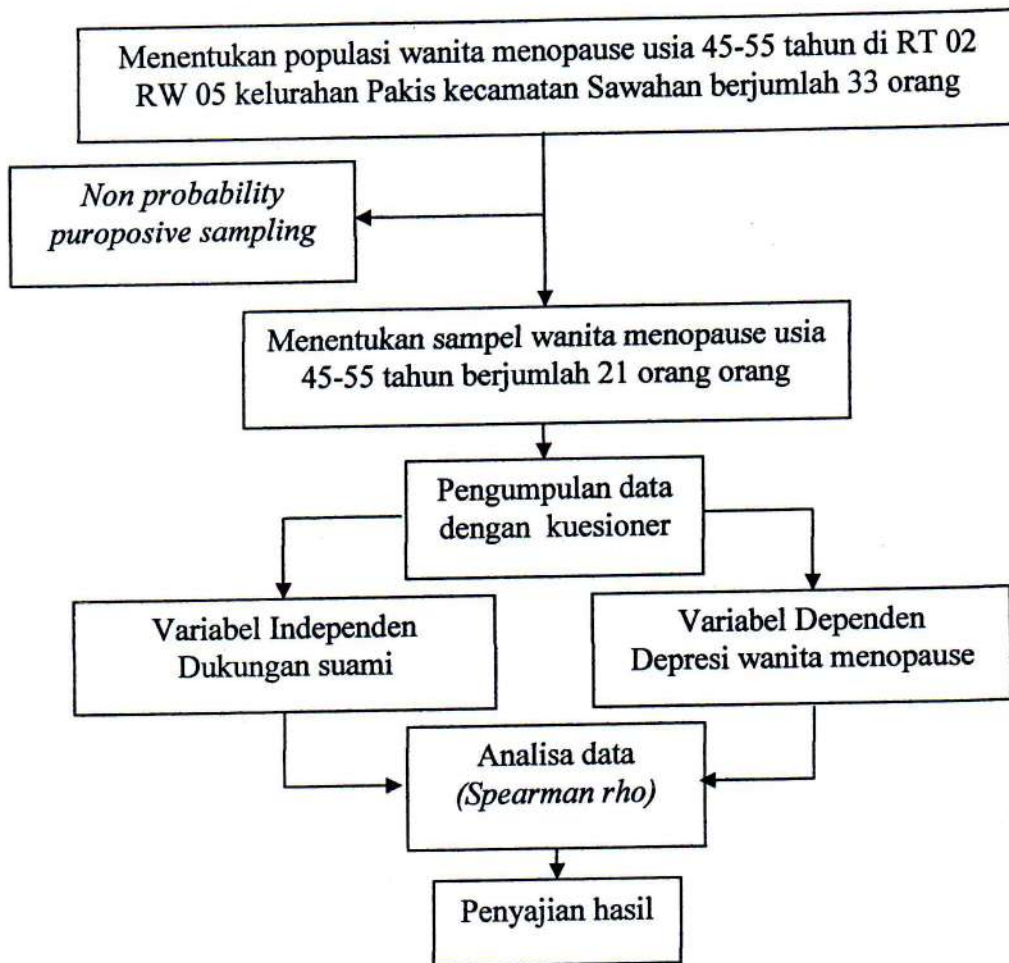 Menentukan populasi wanita menopause usia 45-55 tahun di RT 02
RW 05 kelurahan Pakis kecamatan Sawahan berjumlah 33 orang
Non probability
puroposive sampling
Menentukan sampel wanita menopause usia
45-55 tahun berjumlah 21 orang orang
Pengumpulan data
dengan kuesioner
Variabel Independen
Dukungan suami
Variabel Dependen
Depresi wanita menopause
Analisa data
(Spearman rho)
Penyajian hasil